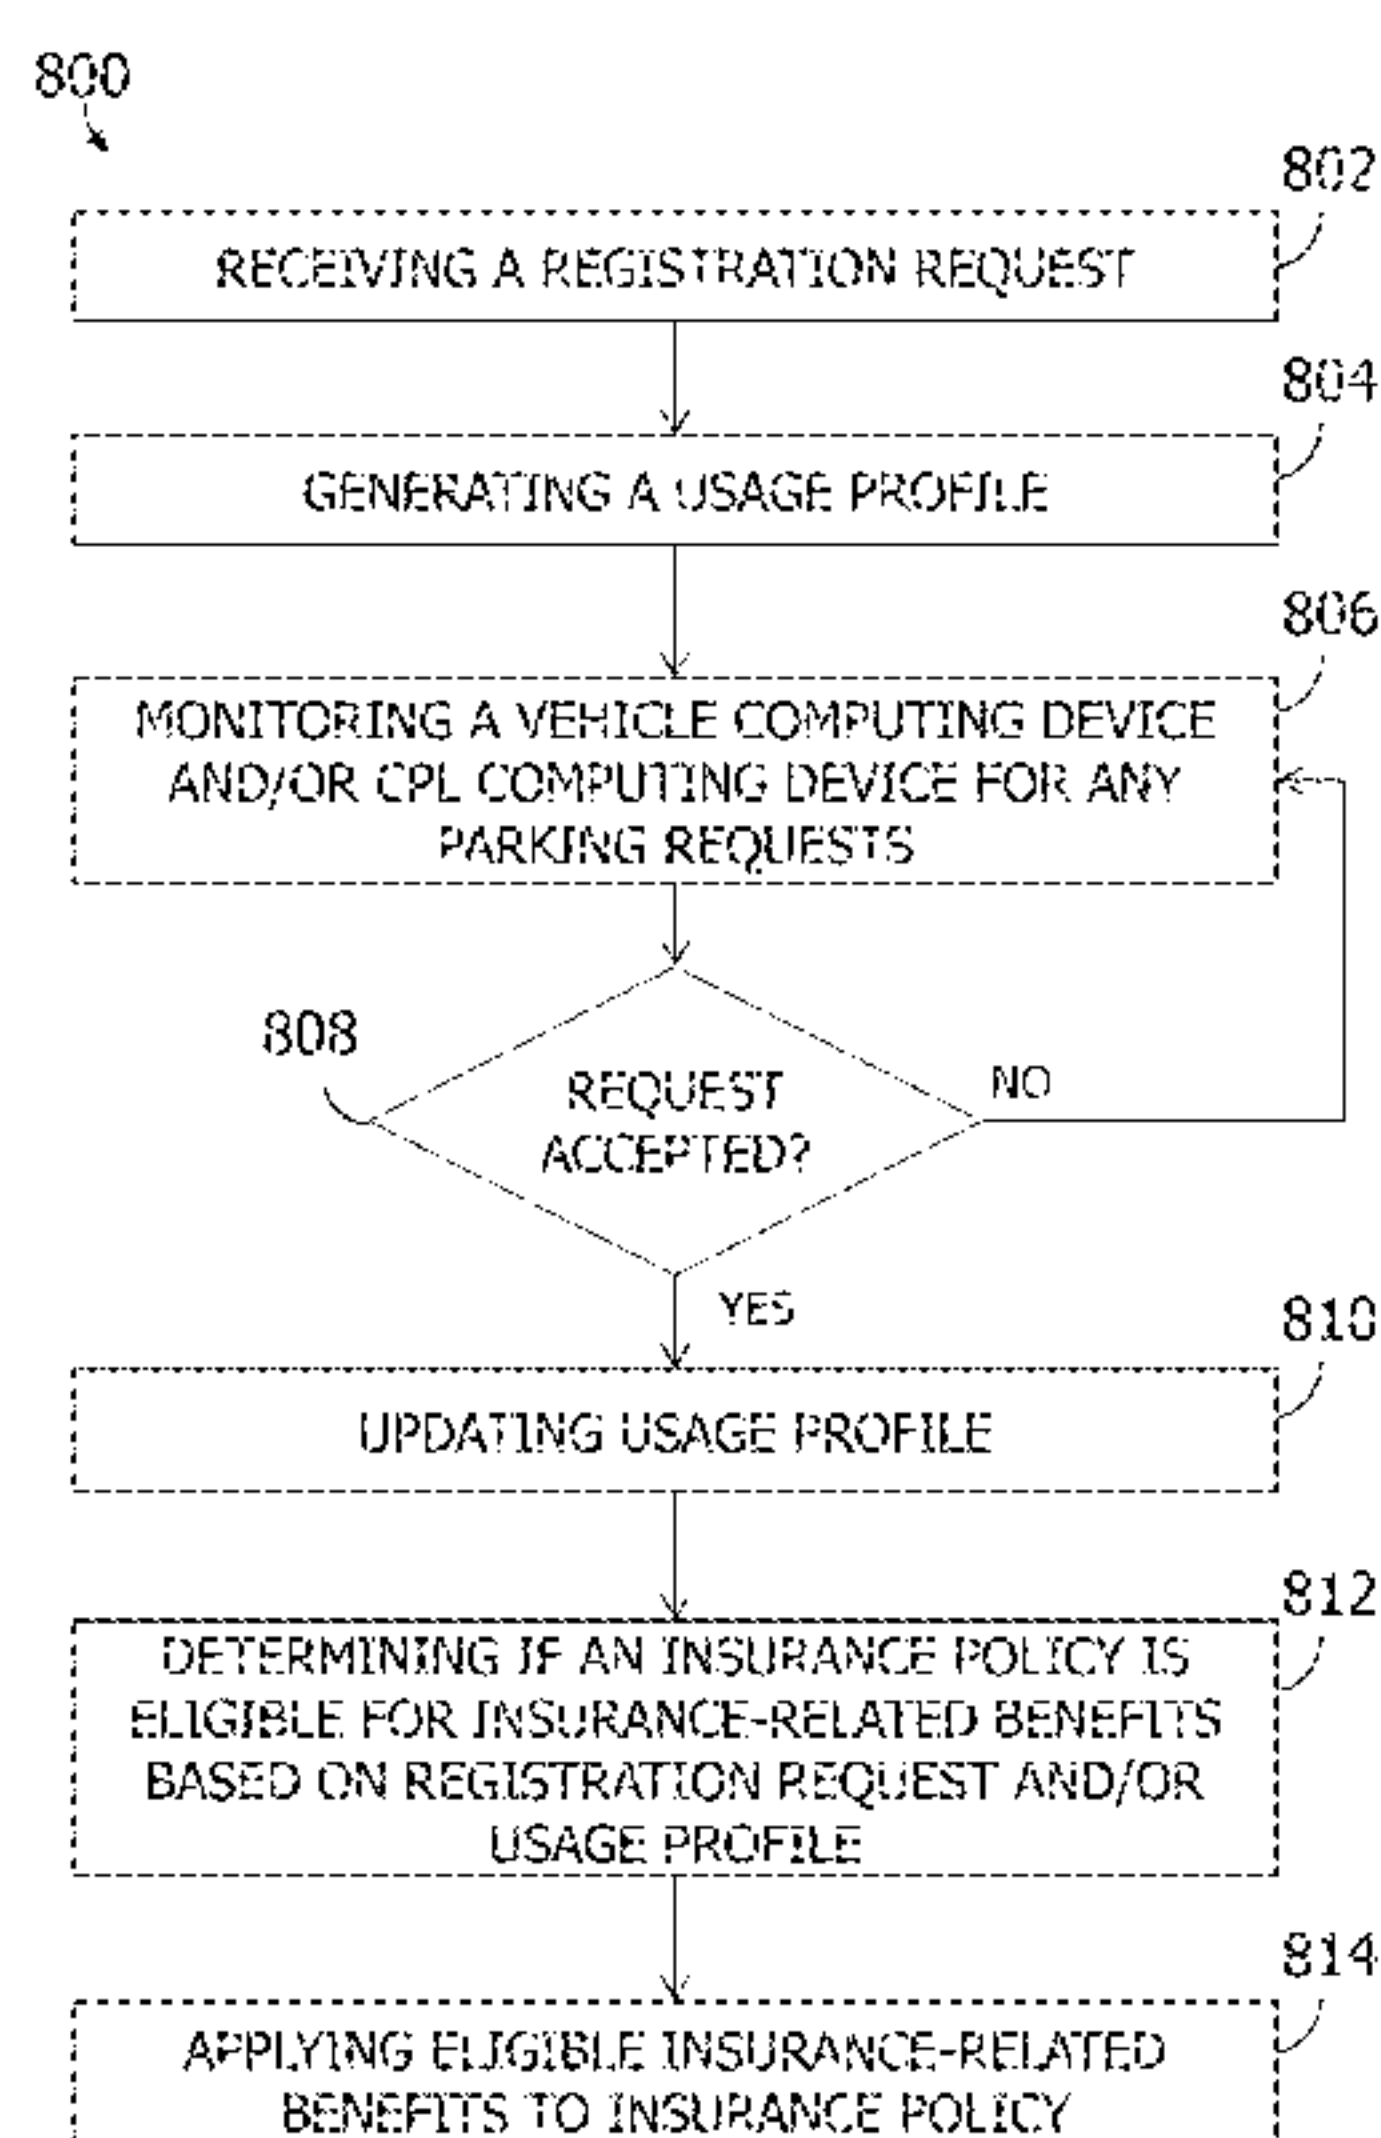 800
802
RECEIVING A REGISTRATION REQUEST
804
GENERATING A USAGE PROFILE
806
MONITORING A VEHICLE COMPUTING DEVICE
AND/OR CPL COMPUTING DEVICE FOR ANY
PARKING REQUESTS
808
REQUEST
ACCEPTED?
NO
YES
810
UPDATING USAGE PROFILE
812
DETERMINING IF AN INSURANCE POLICY IS
ELIGIBLE FOR INSURANCE-RELATED BENEFITS
BASED ON REGISTRATION REQUEST AND/OR
USAGE PROFILE
814
APPLYING ELIGIBLE INSURANCE-RELATED
BENEFITS TO INSURANCE POLICY